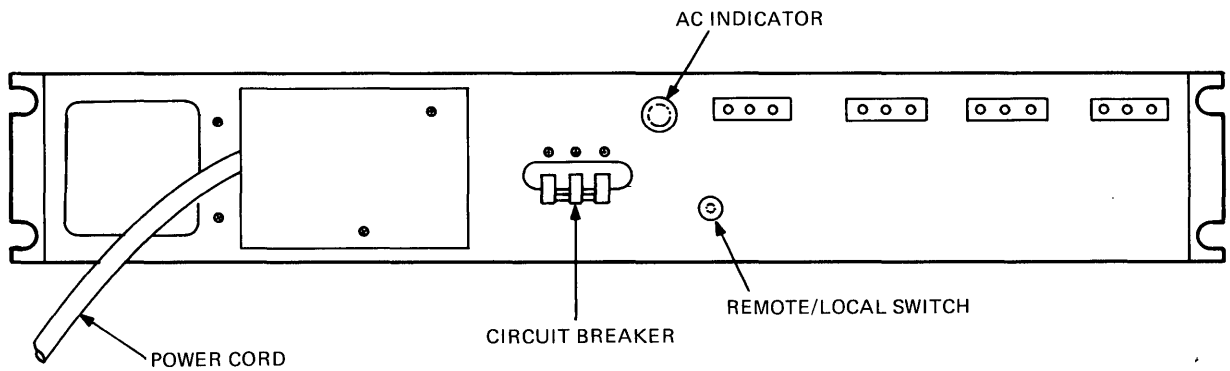 AC INDICATOR
REMOTE/LOCAL SWITCH
CIRCUIT BREAKER
POWER CORD